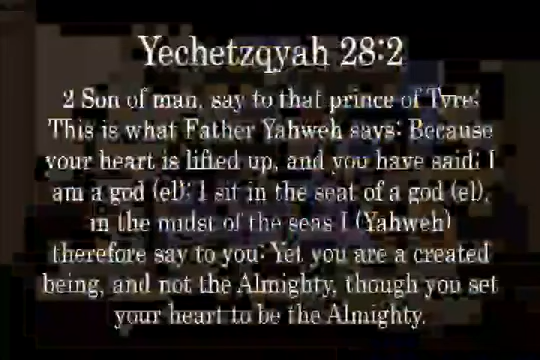 Yechetzqyah 28:2
2 Son of man, say to that prince of Tyre:
This is what Father Yahweh says: Because
your heart is lifted up, and you have said: I
am a god (el); I sit in the seat of a god (el),
in the midst of the seas I (Yahweh)
therefore say to you: Yet you are a created
being, and not the Almighty, though you set
your heart to be the Almighty.